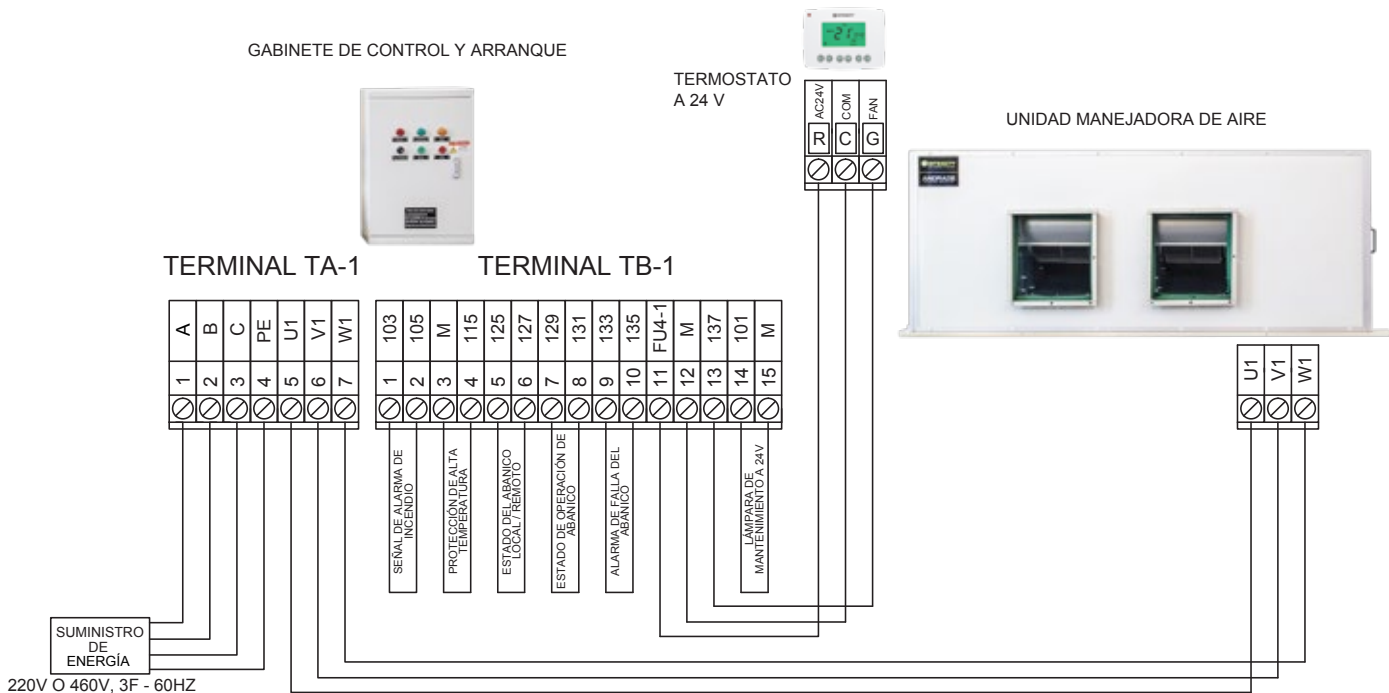 GABINETE DE CONTROL Y ARRANQUE
TERMOSTATO
A 24 V
AC24V
COM
FAN
R
C
G
UNIDAD MANEJADORA DE AIRE
TERMINAL TA-1
A
B
C
PE
U1
V1
W1
1
2
3
4
5
6
7
TERMINAL TB-1
103
105
M
115
125
127
129
131
133
135
FU4-1
M
137
101
M
1
2
3
4
5
6
7
8
9
10
11
12
13
14
15
SEÑAL DE ALARMA DE
INCENDIO
PROTECCIÓN DE ALTA
TEMPERATURA
ESTADO DEL ABANICO
LOCAL / REMOTO
ESTADO DE OPERACIÓN DE
ABANICO
ALARMA DE FALLA DEL
ABANICO
LÁMPARA DE
MANTENIMIENTO A 24V
U1
V1
W1
SUMINISTRO
DE
ENERGÍA
220V O 460V, 3F - 60HZ